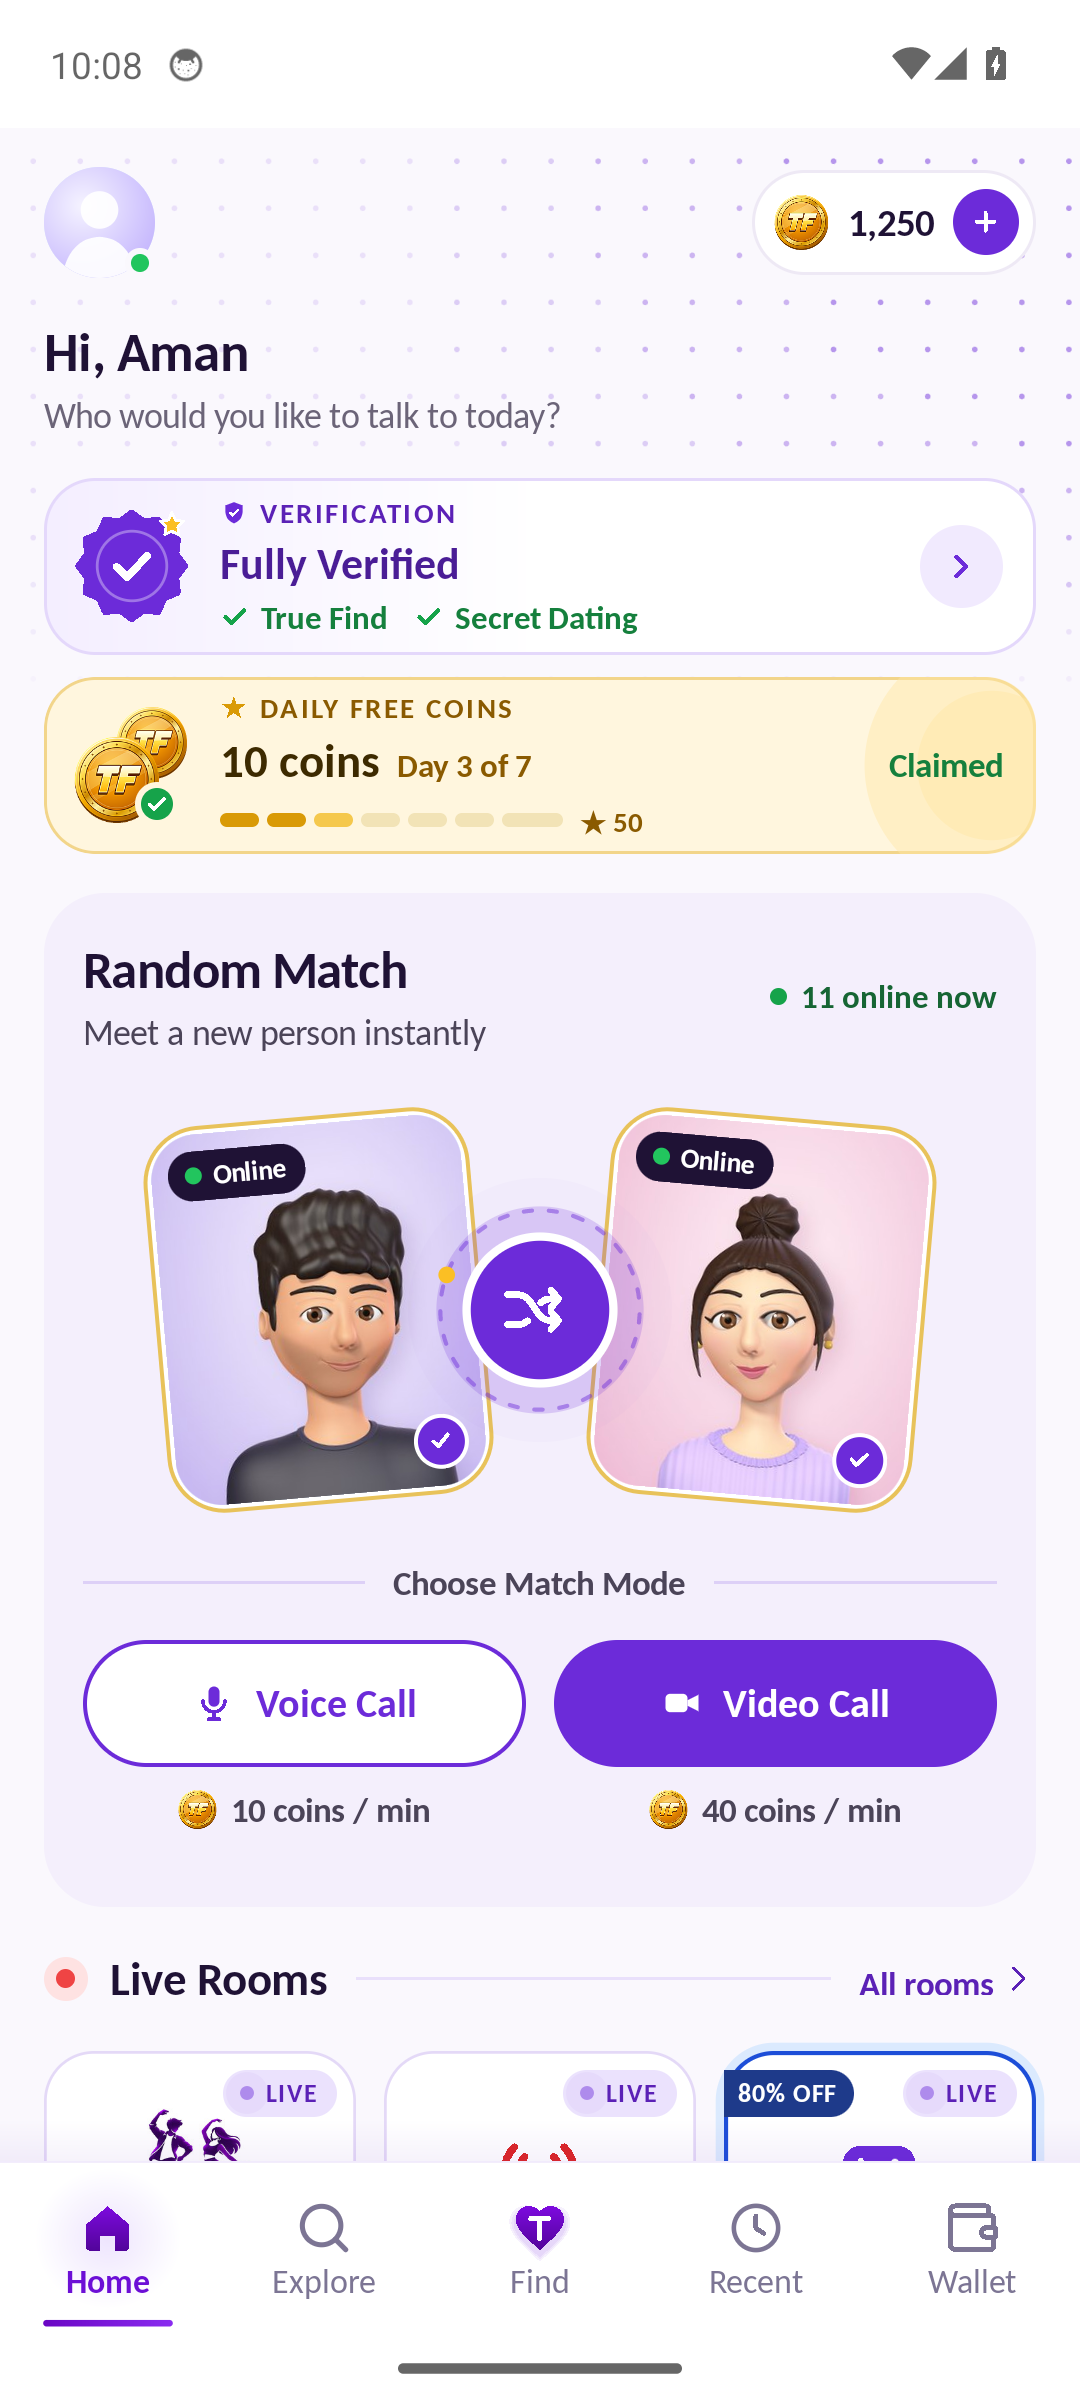 10:08
1,250
Hi, Aman
Who would you like to talk to today?
VERIFICATION
Fully Verified
True Find Secret Dating
DAILY FREE COINS
10 coins Day 3 of 7
Claimed
★ 50
Random Match
11 online now
Meet a new person instantly
Online
Online
Choose Match Mode
Voice Call
Video Call
10 coins / min
40 coins / min
Live Rooms
All rooms
LIVE
LIVE
80% OFF
LIVE
Home
Explore
Find
Recent
Wallet